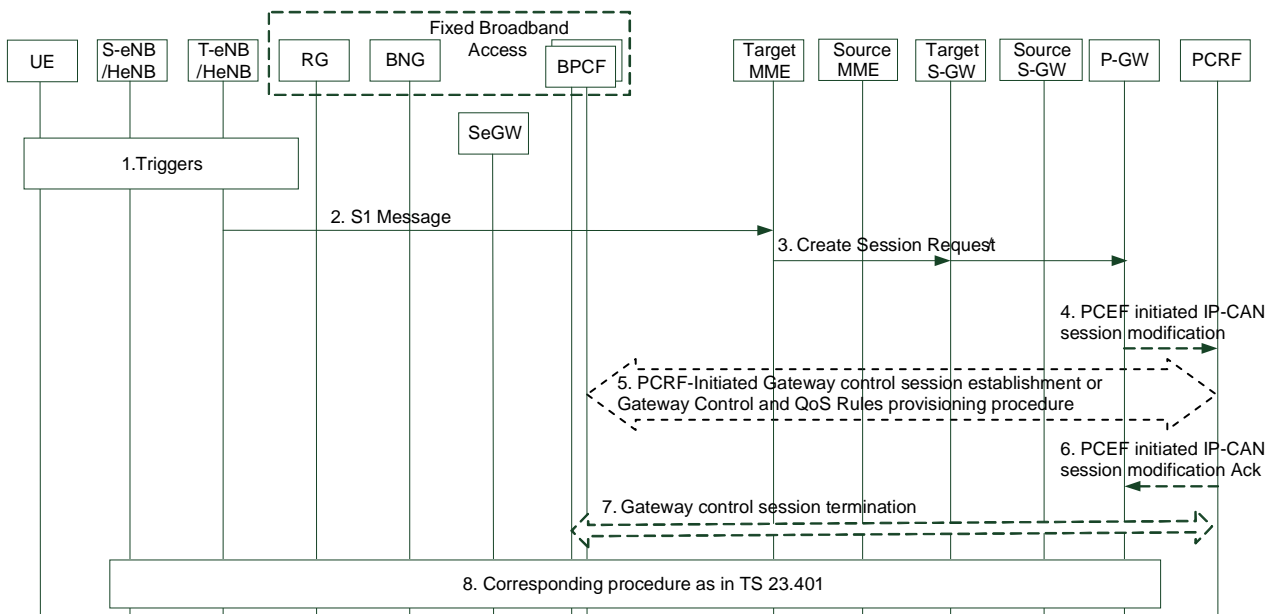 Fixed Broadband
Access
UE
S-eNB
/HeNB
T-eNB
/HeNB
RG
BNG
BPCF
Target
MME
Source
MME
Target
S-GW
Source
S-GW
P-GW
PCRF
SeGW
1.Triggers
2. S1 Message
3. Create Session Request/
4. PCEF initiated IP-CAN
session modification
5. PCRF-Initiated Gateway control session establishment or
Gateway Control and QoS Rules provisioning procedure
6. PCEF initiated IP-CAN
session modification Ack
7. Gateway control session termination
8. Corresponding procedure as in TS 23.401